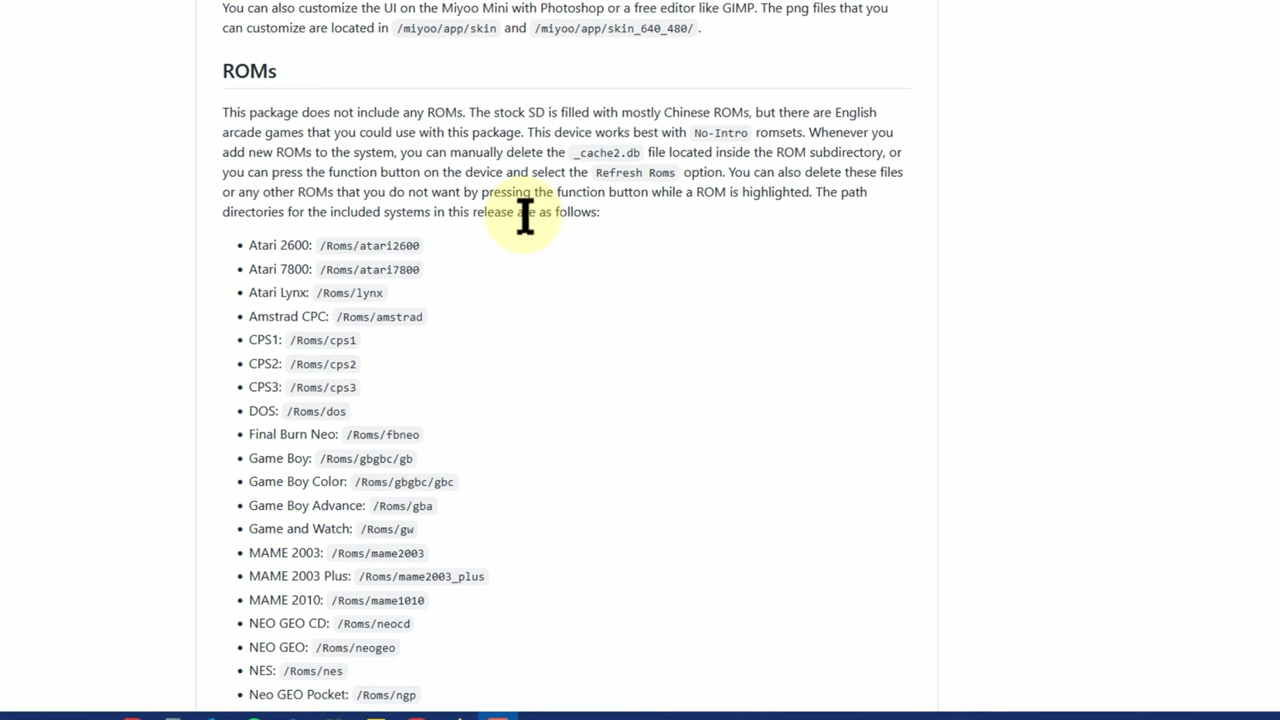 You can also customize the UI on the Miyoo Mini with Photoshop or a free editor like GIMP. The png files that you
can customize are located in /miyoo/app/skin and /miyoo/app/skin_640_480/.
ROMs
This package does not include any ROMs. The stock SD is filled with mostly Chinese ROMs, but there are English
arcade games that you could use with this package. This device works best with No-Intro romsets. Whenever you
add new ROMs to the system, you can manually delete the _cache2.db file located inside the ROM subdirectory, or
you can press the function button on the device and select the Refresh Roms option. You can also delete these files
or any other ROMs that you do not want by pressing the function button while a ROM is highlighted. The path
directories for the included systems in this release are as follows:
• Atari 2600: /Roms/atari2600
• Atari 7800: /Roms/atari7800
• Atari Lynx: /Roms/lynx
• Amstrad CPC: /Roms/amstrad
• CPS1: /Roms/cps1
• CPS2: /Roms/cps2
• CPS3: /Roms/cps3
• DOS: /Roms/dos
• Final Burn Neo: /Roms/fbneo
• Game Boy: /Roms/gbgbc/gb
• Game Boy Color: /Roms/gbgbc/gbc
• Game Boy Advance: /Roms/gba
• Game and Watch: /Roms/gw
• MAME 2003: /Roms/mame2003
• MAME 2003 Plus: /Roms/mame2003_plus
• MAME 2010: /Roms/mame1010
• NEO GEO CD: /Roms/neocd
• NEO GEO: /Roms/neogeo
• NES: /Roms/nes
• Neo GEO Pocket: /Roms/ngp